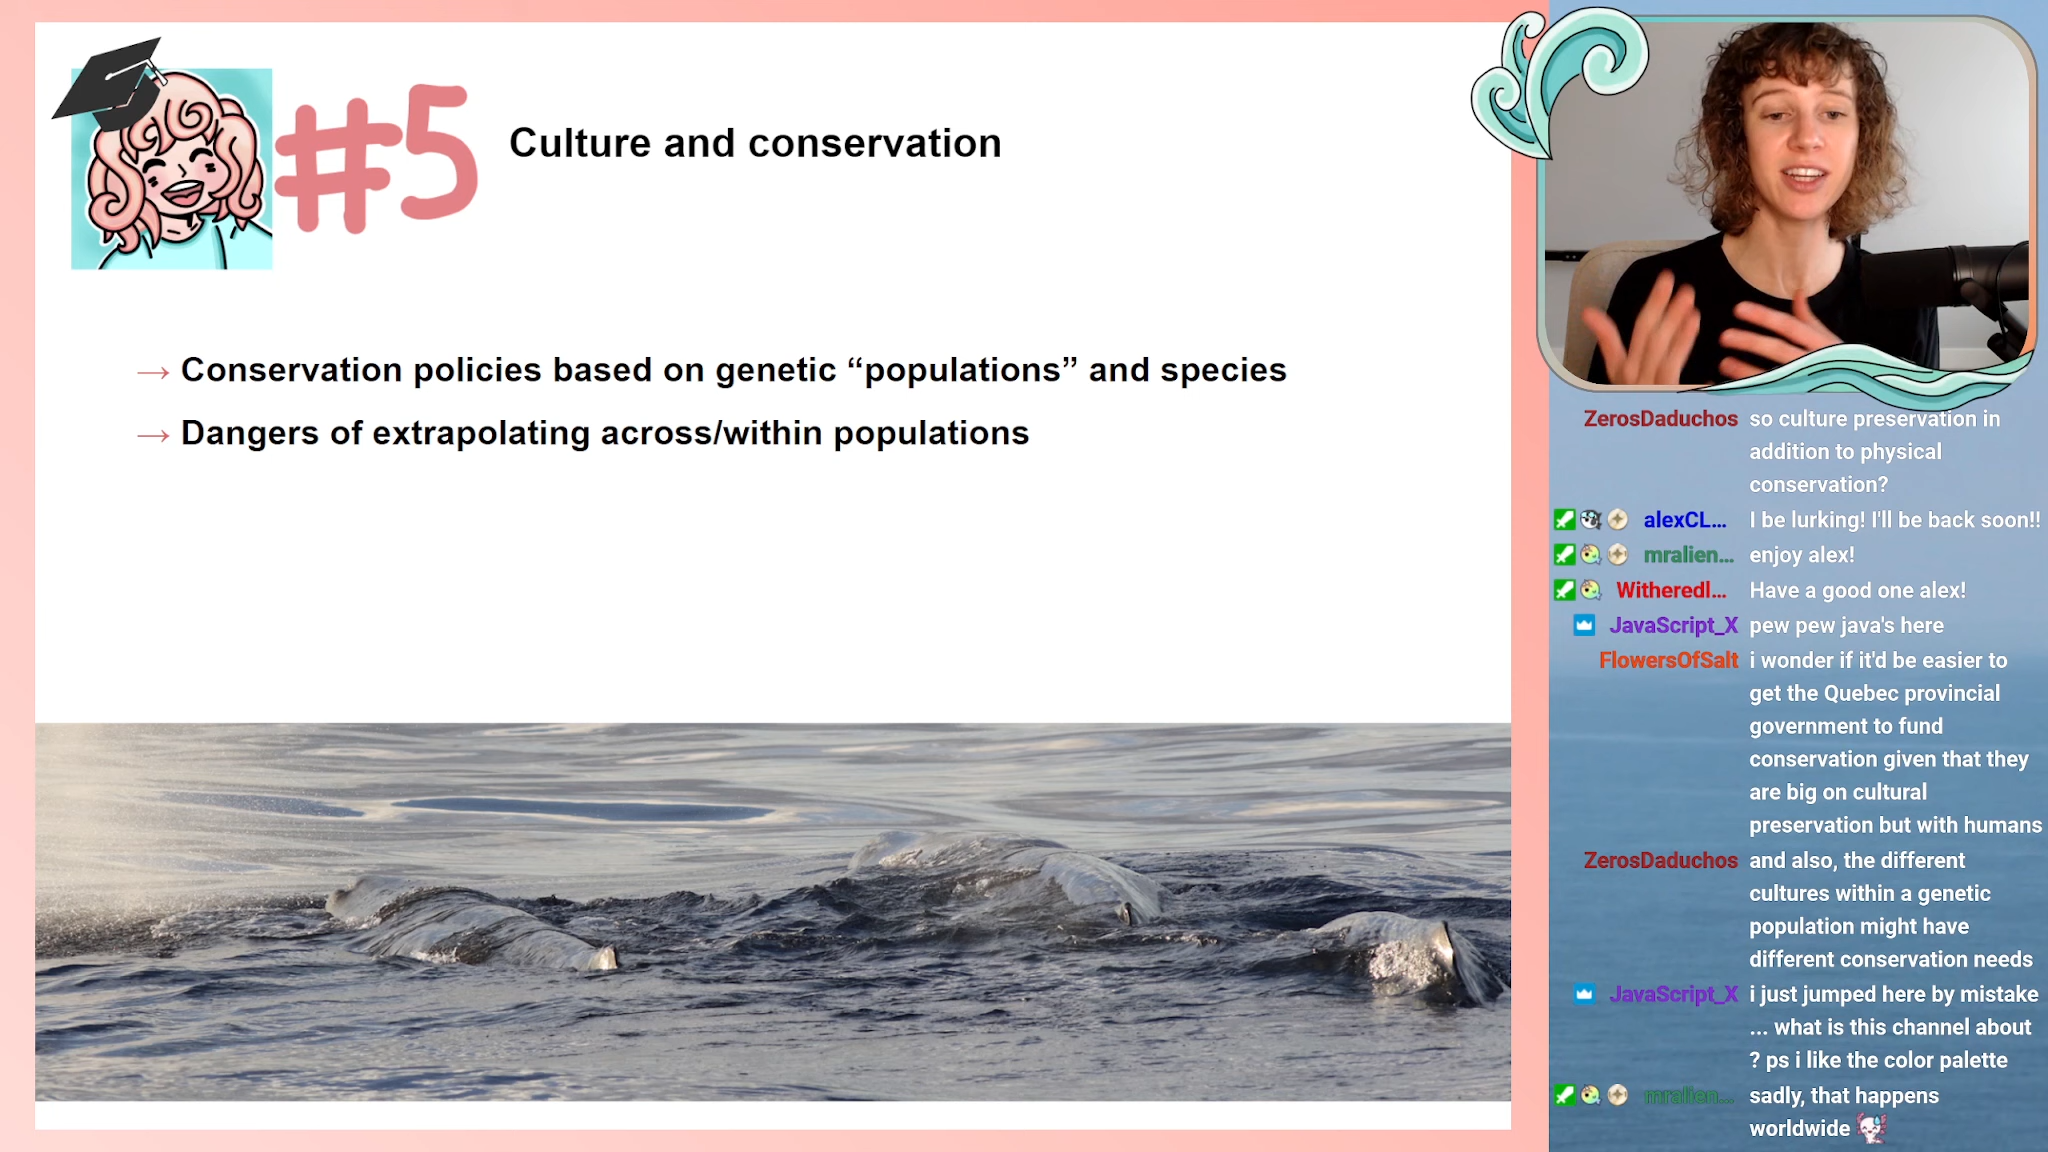 #5
Culture and conservation
→ Conservation policies based on genetic “populations” and species
→ Dangers of extrapolating across/within populations
ZerosDaduchos so culture preservation in
addition to physical
conservation?
alexCL... I be lurking! I'll be back soon!!
mralien... enjoy alex!
Witheredl... Have a good one alex!
JavaScript_X pew pew java's here
FlowersOfSalt i wonder if it'd be easier to
get the Quebec provincial
government to fund
conservation given that they
are big on cultural
preservation but with humans
ZerosDaduchos and also, the different
cultures within a genetic
population might have
different conservation needs
JavaScript_X i just jumped here by mistake
... what is this channel about
? ps i like the color palette
mralien... sadly, that happens
worldwide